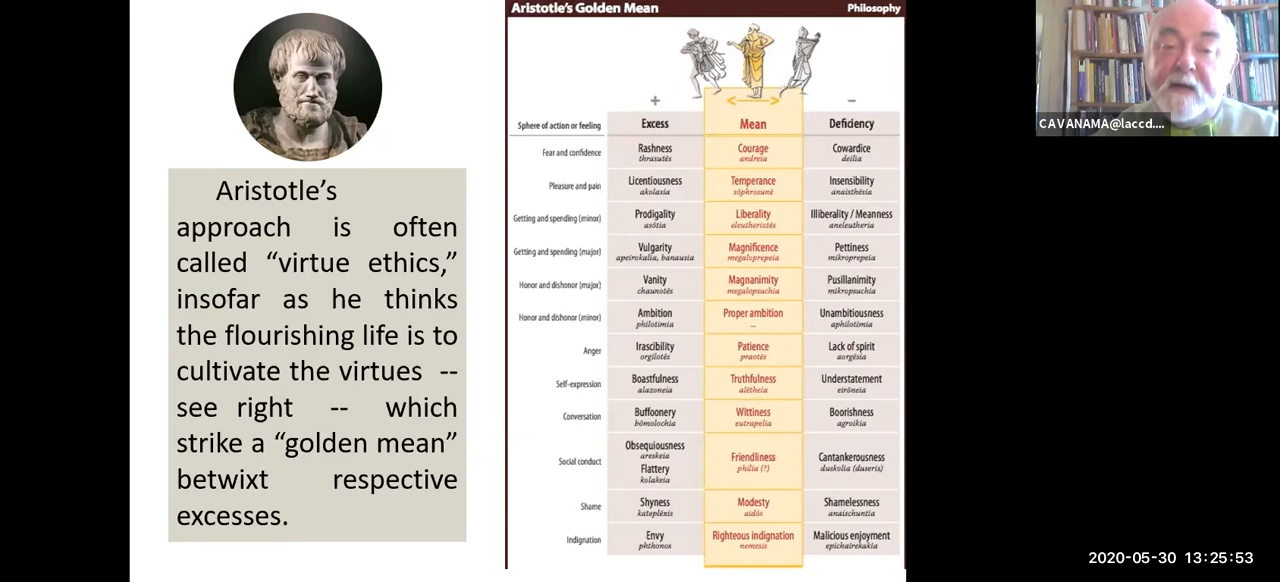 Aristotle's
approach is often
called “virtue ethics,”
insofar as he thinks
the flourishing life is to
cultivate the virtues --
see right -- which
strike a “golden mean”
betwixt respective
excesses.
Aristotle's Golden Mean Philosophy
+ −
Sphere of action or feeling Excess Mean Deficiency
Fear and confidence Rashness Courage Cowardice
thrasutēs andreia deilia
Pleasure and pain Licentiousness Temperance Insensibility
akolasia sōphrosunē anaisthēsia
Getting and spending (minor) Prodigality Liberality Illiberality / Meanness
asōtia eleutheriotēs aneleutheria
Getting and spending (major) Vulgarity Magnificence Pettiness
apeirokalia, banausia megaloprepeia mikroprepeia
Honor and dishonor (major) Vanity Magnanimity Pusillanimity
chaunotēs megalopsuchia mikropsuchia
Honor and dishonor (minor) Ambition Proper ambition Unambitiousness
philotimia ... aphilotimia
Anger Irascibility Patience Lack of spirit
orgilotēs praotēs aorgēsia
Self-expression Boastfulness Truthfulness Understatement
alazoneia alētheia eirōneia
Conversation Buffoonery Wittiness Boorishness
bōmolochia eutrapelia agroikia
Social conduct Obsequiousness Friendliness Cantankerousness
areskeia philia (?) duskolia (duseris)
Flattery
kolakeia
Shame Shyness Modesty Shamelessness
kataplēxis aidōs anaischuntia
Indignation Envy Righteous indignation Malicious enjoyment
phthonos nemesis epichairekakia
CAVANAMA@laccd....
2020-05-30 13:25:53